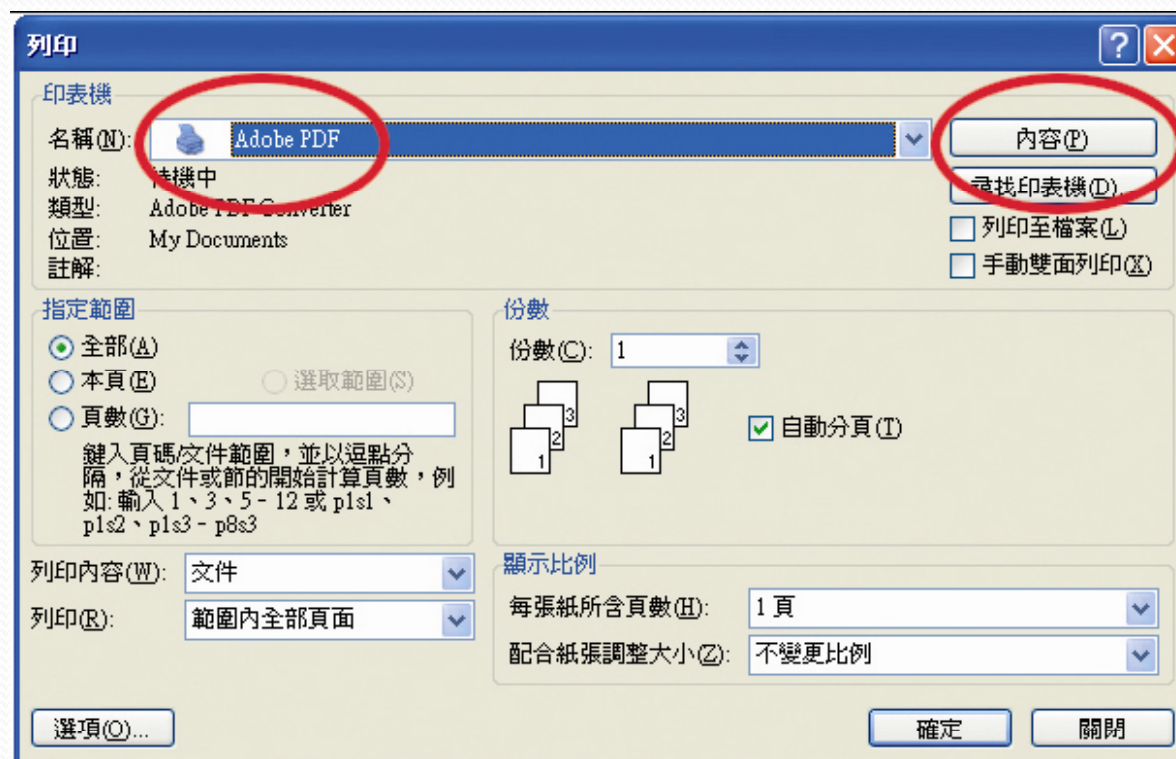 列印
印表機
名稱(N): Adobe PDF 內容(P)
狀態: 待機中 尋找印表機(D)...
類型: Adobe PDF Converter
位置: My Documents 列印至檔案(L)
註解: 手動雙面列印(X)
指定範圍
全部(A)
本頁(E) 選取範圍(S)
頁數(G):
鍵入頁碼/文件範圍，並以逗點分
隔，從文件或節的開始計算頁數，例
如: 輸入 1、3、5 - 12 或 p1s1、
p1s2、p1s3 - p8s3
份數
份數(C): 1
1 2 3 1 2 3
自動分頁(T)
列印內容(W): 文件
列印(R): 範圍內全部頁面
顯示比例
每張紙所含頁數(H): 1 頁
配合紙張調整大小(Z): 不變更比例
選項(O)... 確定 關閉